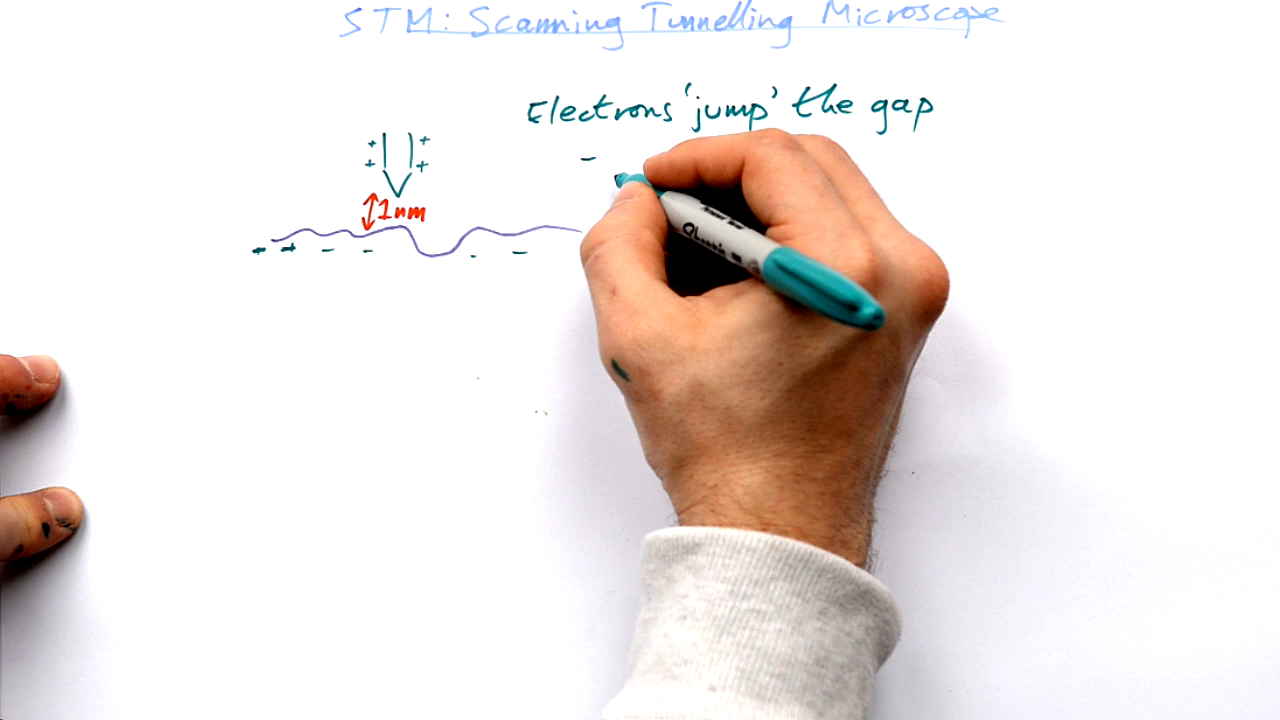 STM: Scanning Tunnelling Microscope
Electrons 'jump' the gap
+ +
+ +
1nm